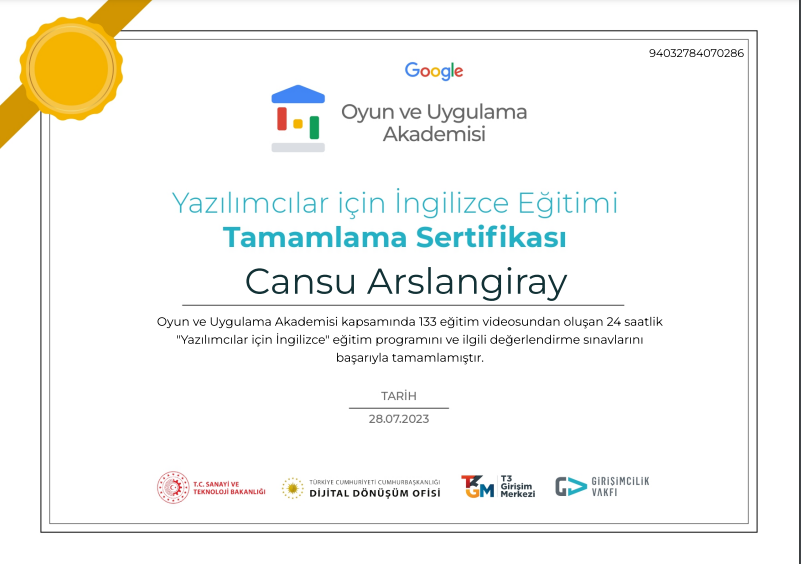 94032784070286
Google
Oyun ve Uygulama
Akademisi
Yazılımcılar için İngilizce Eğitimi
Tamamlama Sertifikası
Cansu Arslangiray
Oyun ve Uygulama Akademisi kapsamında 133 eğitim videosundan oluşan 24 saatlik
"Yazılımcılar için İngilizce" eğitim programını ve ilgili değerlendirme sınavlarını
başarıyla tamamlamıştır.
TARİH
28.07.2023
T.C. SANAYİ VE
TEKNOLOJİ BAKANLIĞI
TÜRKİYE CUMHURİYETİ CUMHURBAŞKANLIĞI
DİJİTAL DÖNÜŞÜM OFİSİ
T3
GM
T3
Girişim
Merkezi
GİRİŞİMCİLİK
VAKFI